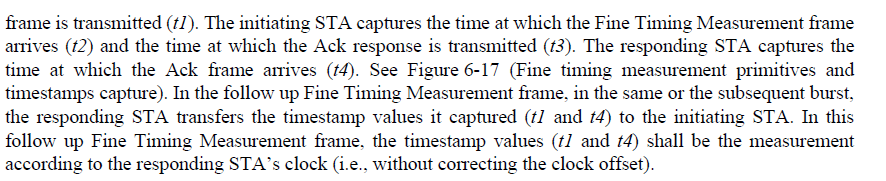 frame is transmitted (t1). The initiating STA captures the time at which the Fine Timing Measurement frame
arrives (t2) and the time at which the Ack response is transmitted (t3). The responding STA captures the
time at which the Ack frame arrives (t4). See Figure 6-17 (Fine timing measurement primitives and
timestamps capture). In the follow up Fine Timing Measurement frame, in the same or the subsequent burst,
the responding STA transfers the timestamp values it captured (t1 and t4) to the initiating STA. In this
follow up Fine Timing Measurement frame, the timestamp values (t1 and t4) shall be the measurement
according to the responding STA’s clock (i.e., without correcting the clock offset).